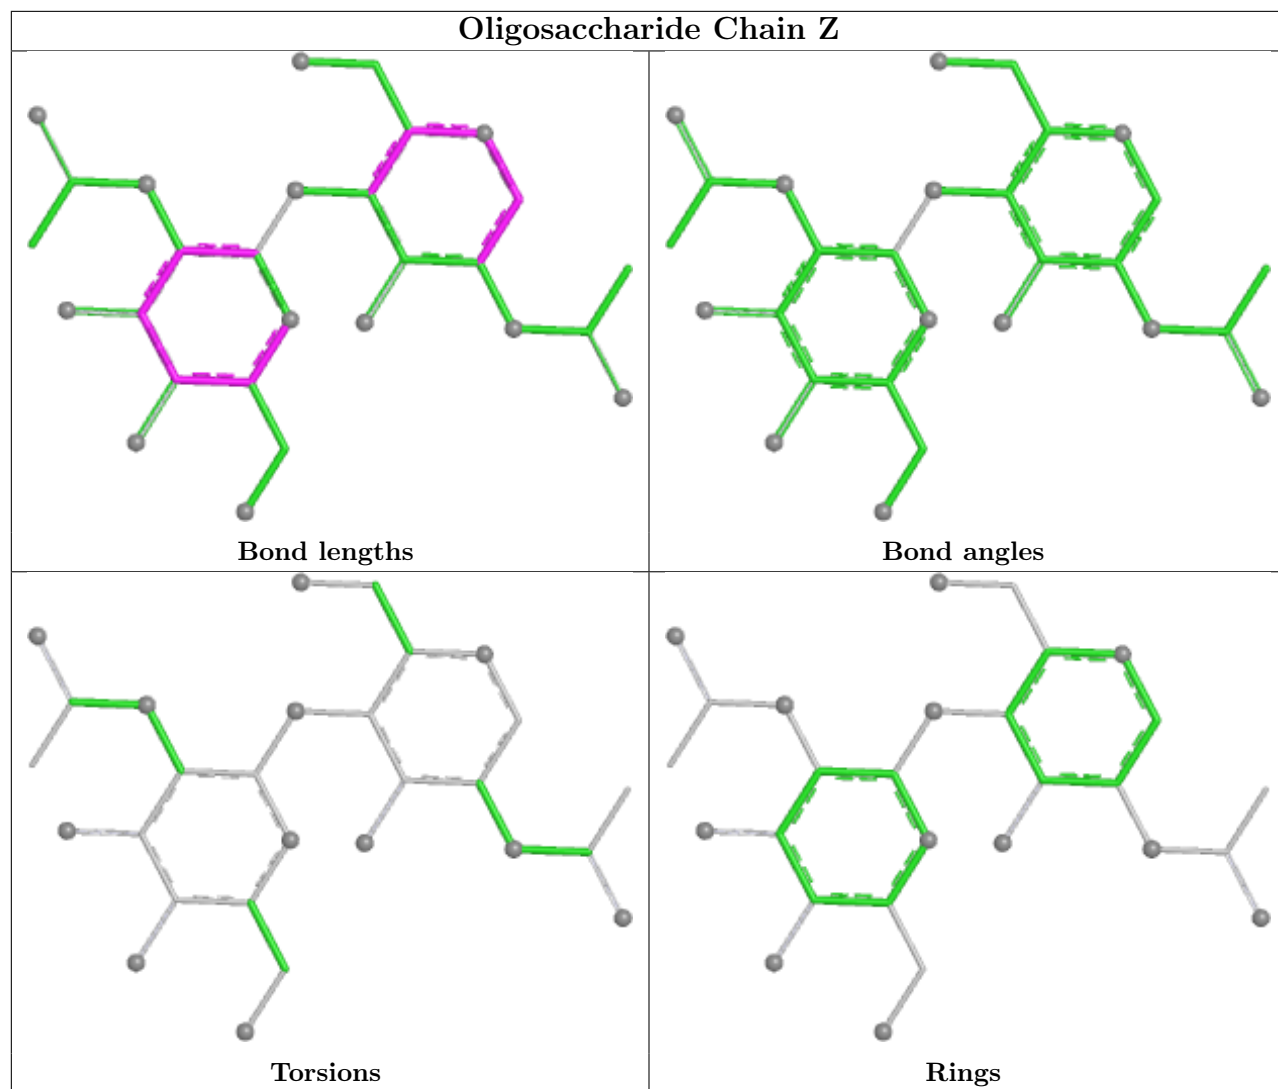 Oligosaccharide Chain Z
Bond lengths
Bond angles
Torsions
Rings